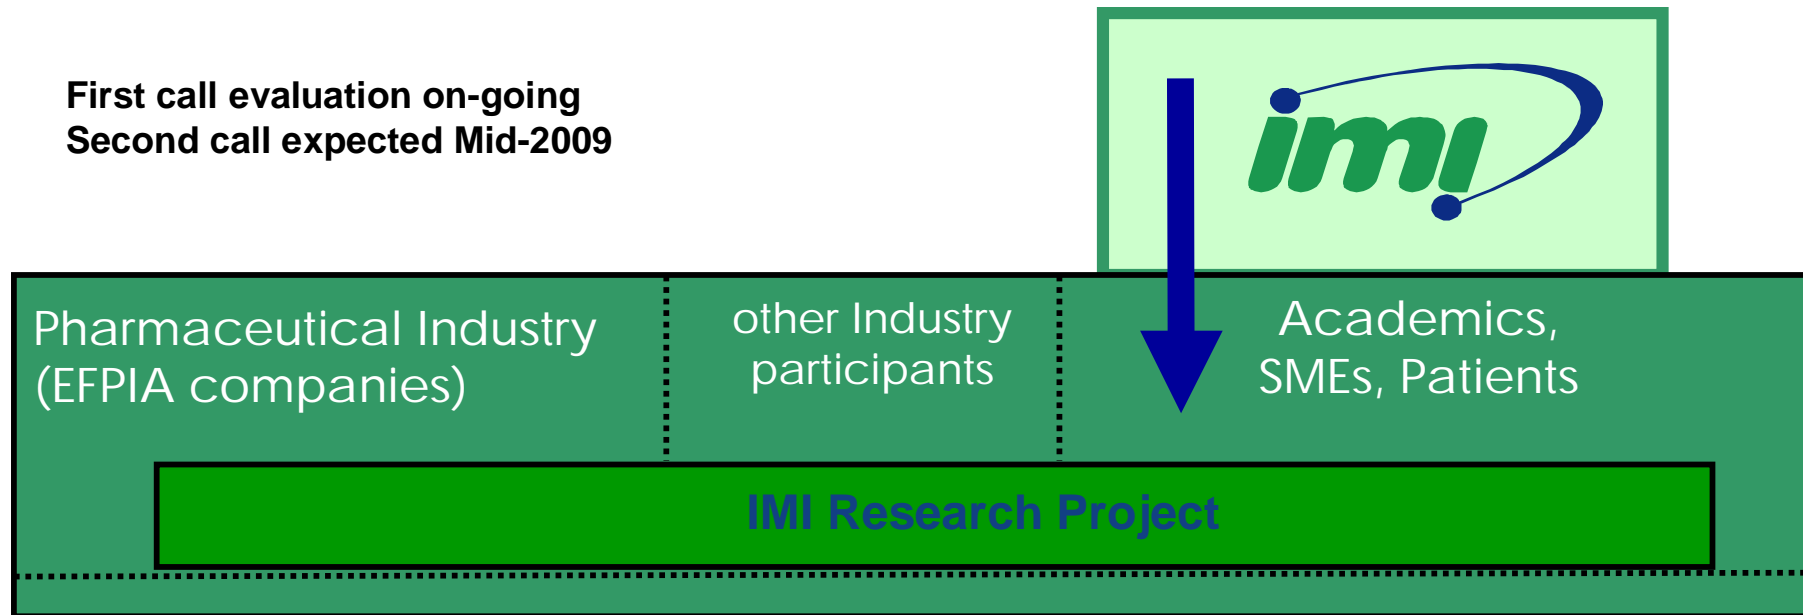 First call evaluation on-going
Second call expected Mid-2009
imi
Pharmaceutical Industry
(EFPIA companies)
other Industry
participants
Academics,
SMEs, Patients
IMI Research Project